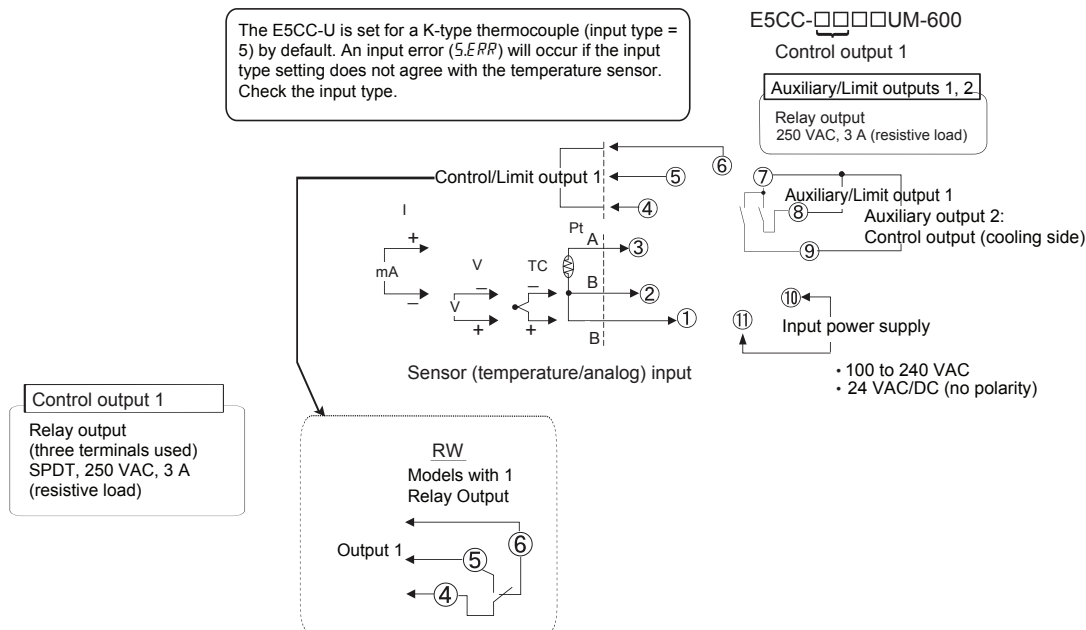 The E5CC-U is set for a K-type thermocouple (input type =
5) by default. An input error (S.ERR) will occur if the input
type setting does not agree with the temperature sensor.
Check the input type.
E5CC-□□□□UM-600
Control output 1
Auxiliary/Limit outputs 1, 2
Relay output
250 VAC, 3 A (resistive load)
Control/Limit output 1
⑥
⑤
④
⑦
Auxiliary/Limit output 1
⑧
Auxiliary output 2:
Control output (cooling side)
⑨
I
+
mA
–
V
–
V
+
TC
–
+
Pt
A
③
B
②
B
①
⑩
⑪
Input power supply
• 100 to 240 VAC
• 24 VAC/DC (no polarity)
Sensor (temperature/analog) input
Control output 1
Relay output
(three terminals used)
SPDT, 250 VAC, 3 A
(resistive load)
RW
Models with 1
Relay Output
Output 1
⑥
⑤
④